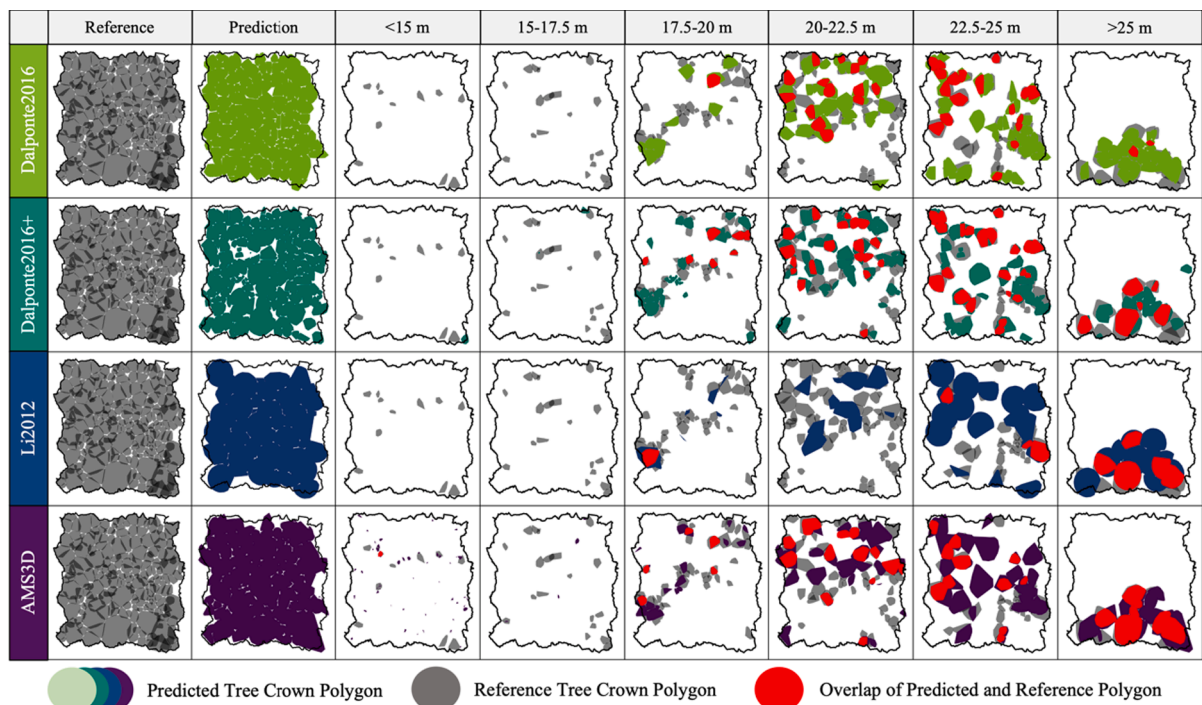 Reference Prediction <15 m 15-17.5 m 17.5-20 m 20-22.5 m 22.5-25 m >25 m
Dalponte2016
Dalponte2016+
Li2012
AMS3D
Predicted Tree Crown Polygon Reference Tree Crown Polygon Overlap of Predicted and Reference Polygon